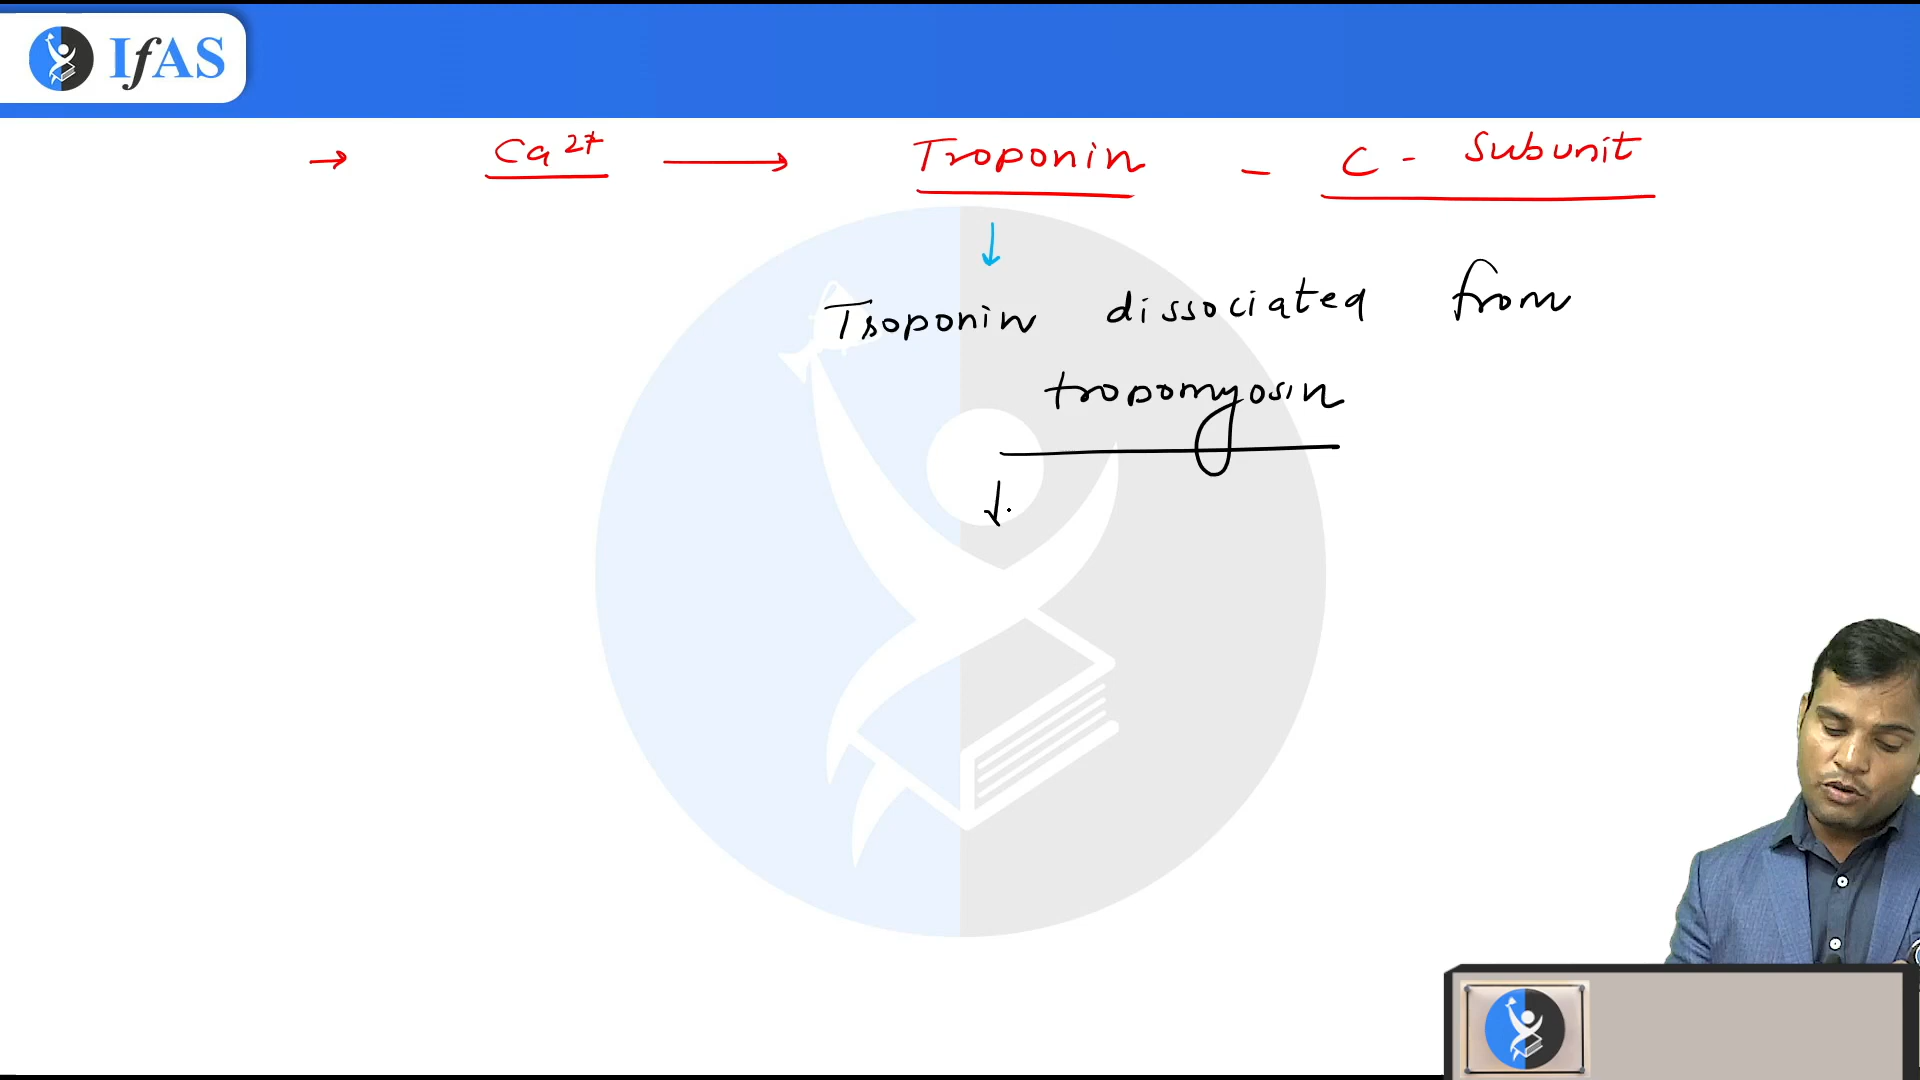 IfAS
→ Ca2+ → Troponin - C - Subunit
↓
Troponin dissociated from
tropomyosin
↓